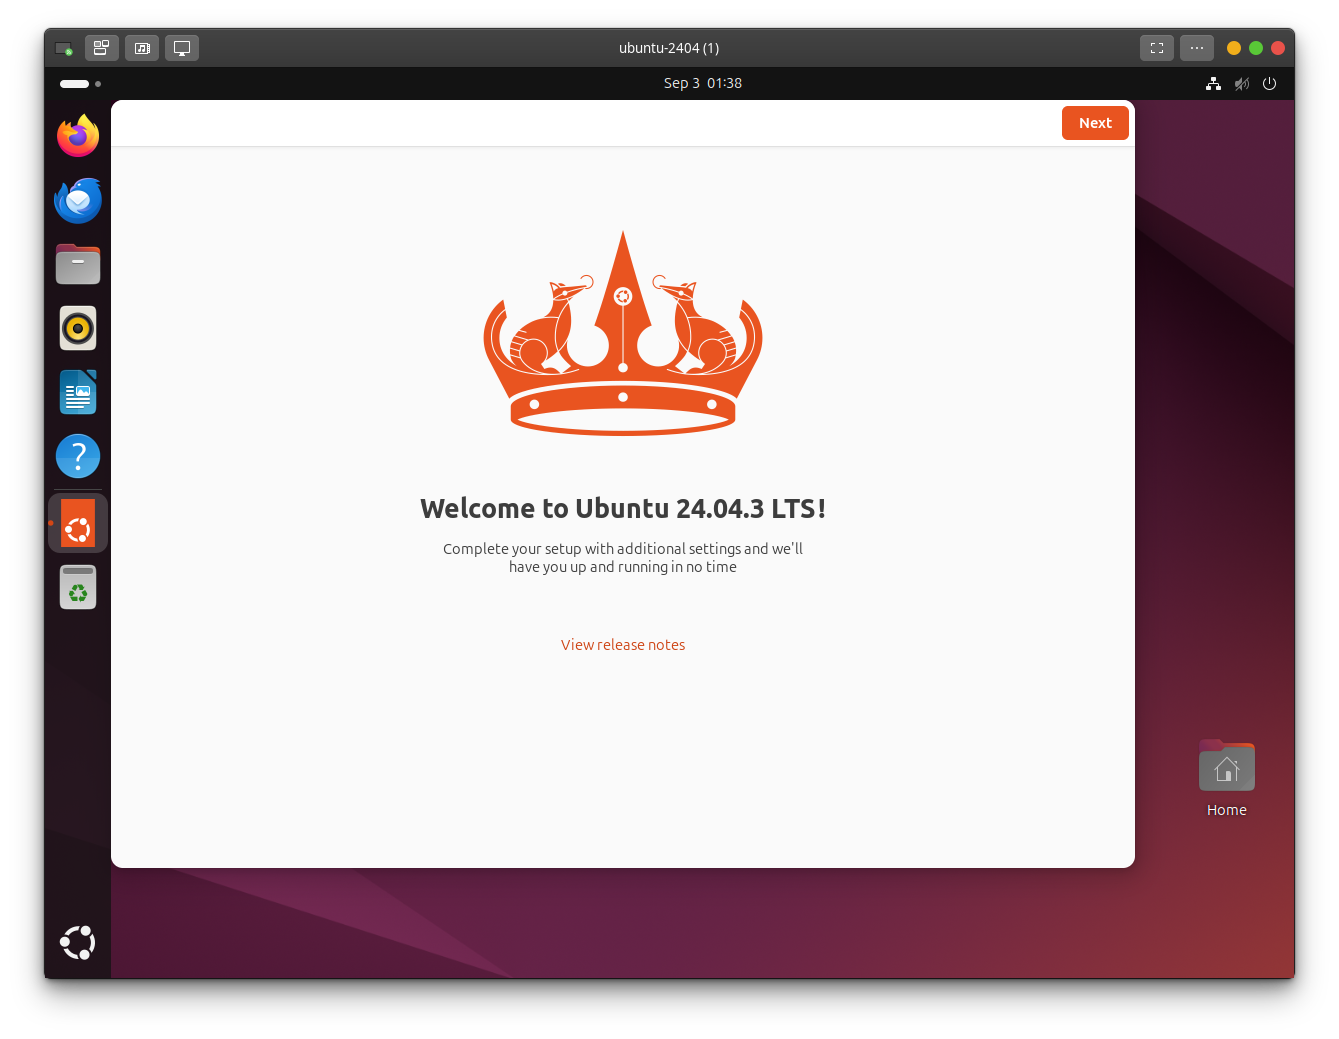 ubuntu-2404 (1)
Sep 3 01:38
Next
Welcome to Ubuntu 24.04.3 LTS!
Complete your setup with additional settings and we'll
have you up and running in no time
View release notes
Home